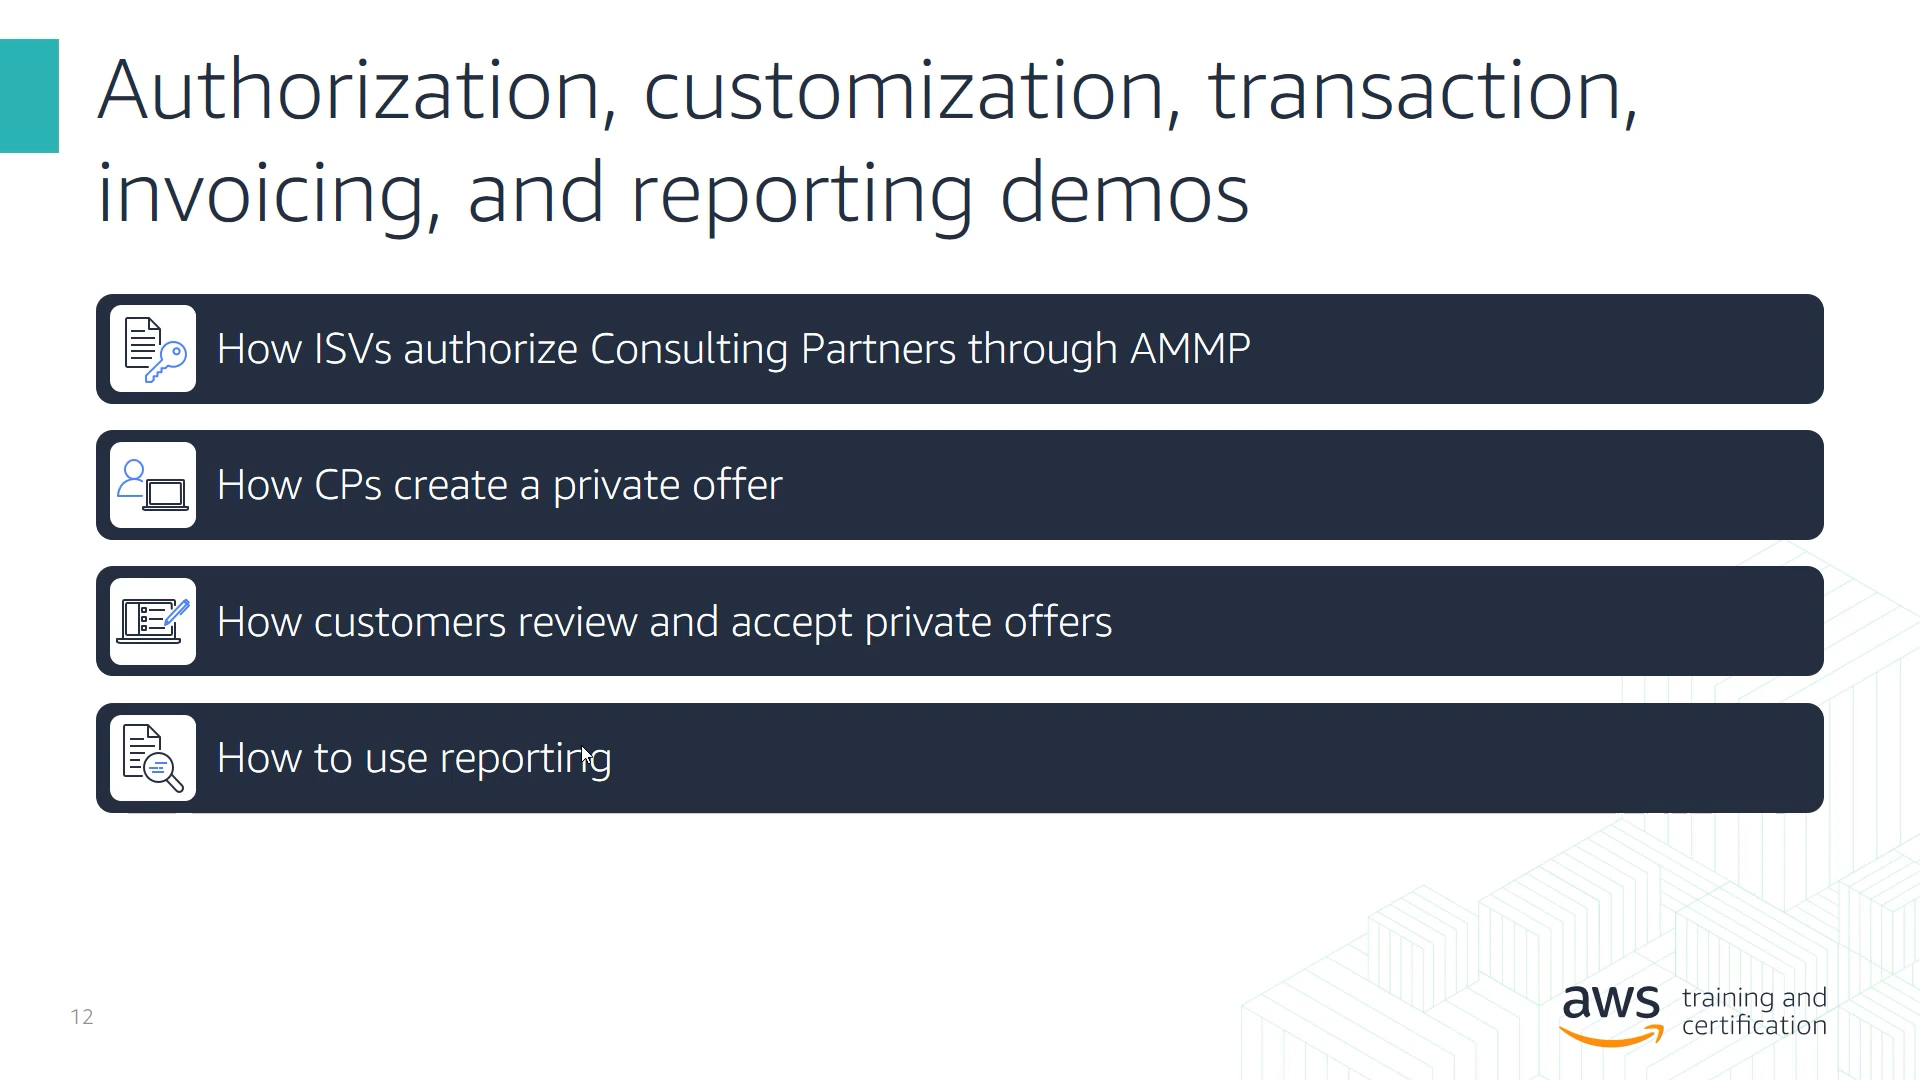 Authorization, customization, transaction,
invoicing, and reporting demos
How ISVs authorize Consulting Partners through AMMP
How CPs create a private offer
How customers review and accept private offers
How to use reporting
12
aws
training and
certification